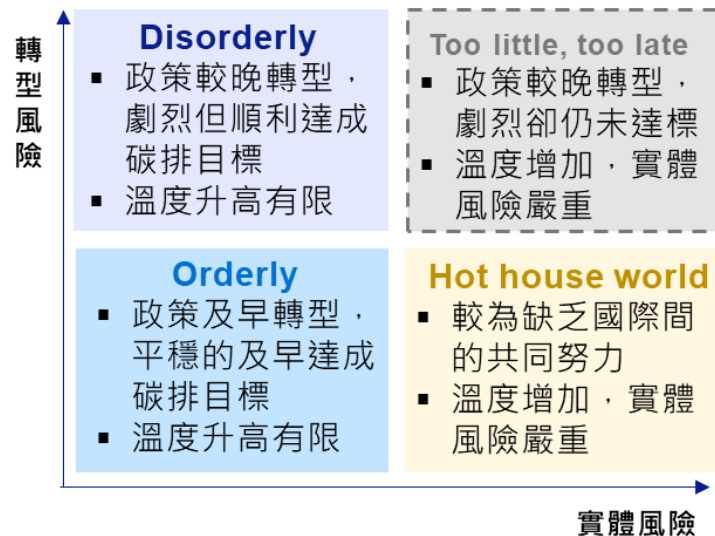 轉型風險
Disorderly
▪ 政策較晚轉型，
劇烈但順利達成
碳排目標
▪ 溫度升高有限
Too little, too late
▪ 政策較晚轉型，
劇烈卻仍未達標
▪ 溫度增加，實體
風險嚴重
Orderly
▪ 政策及早轉型，
平穩的及早達成
碳排目標
▪ 溫度升高有限
Hot house world
▪ 較為缺乏國際間
的共同努力
▪ 溫度增加，實體
風險嚴重
實體風險